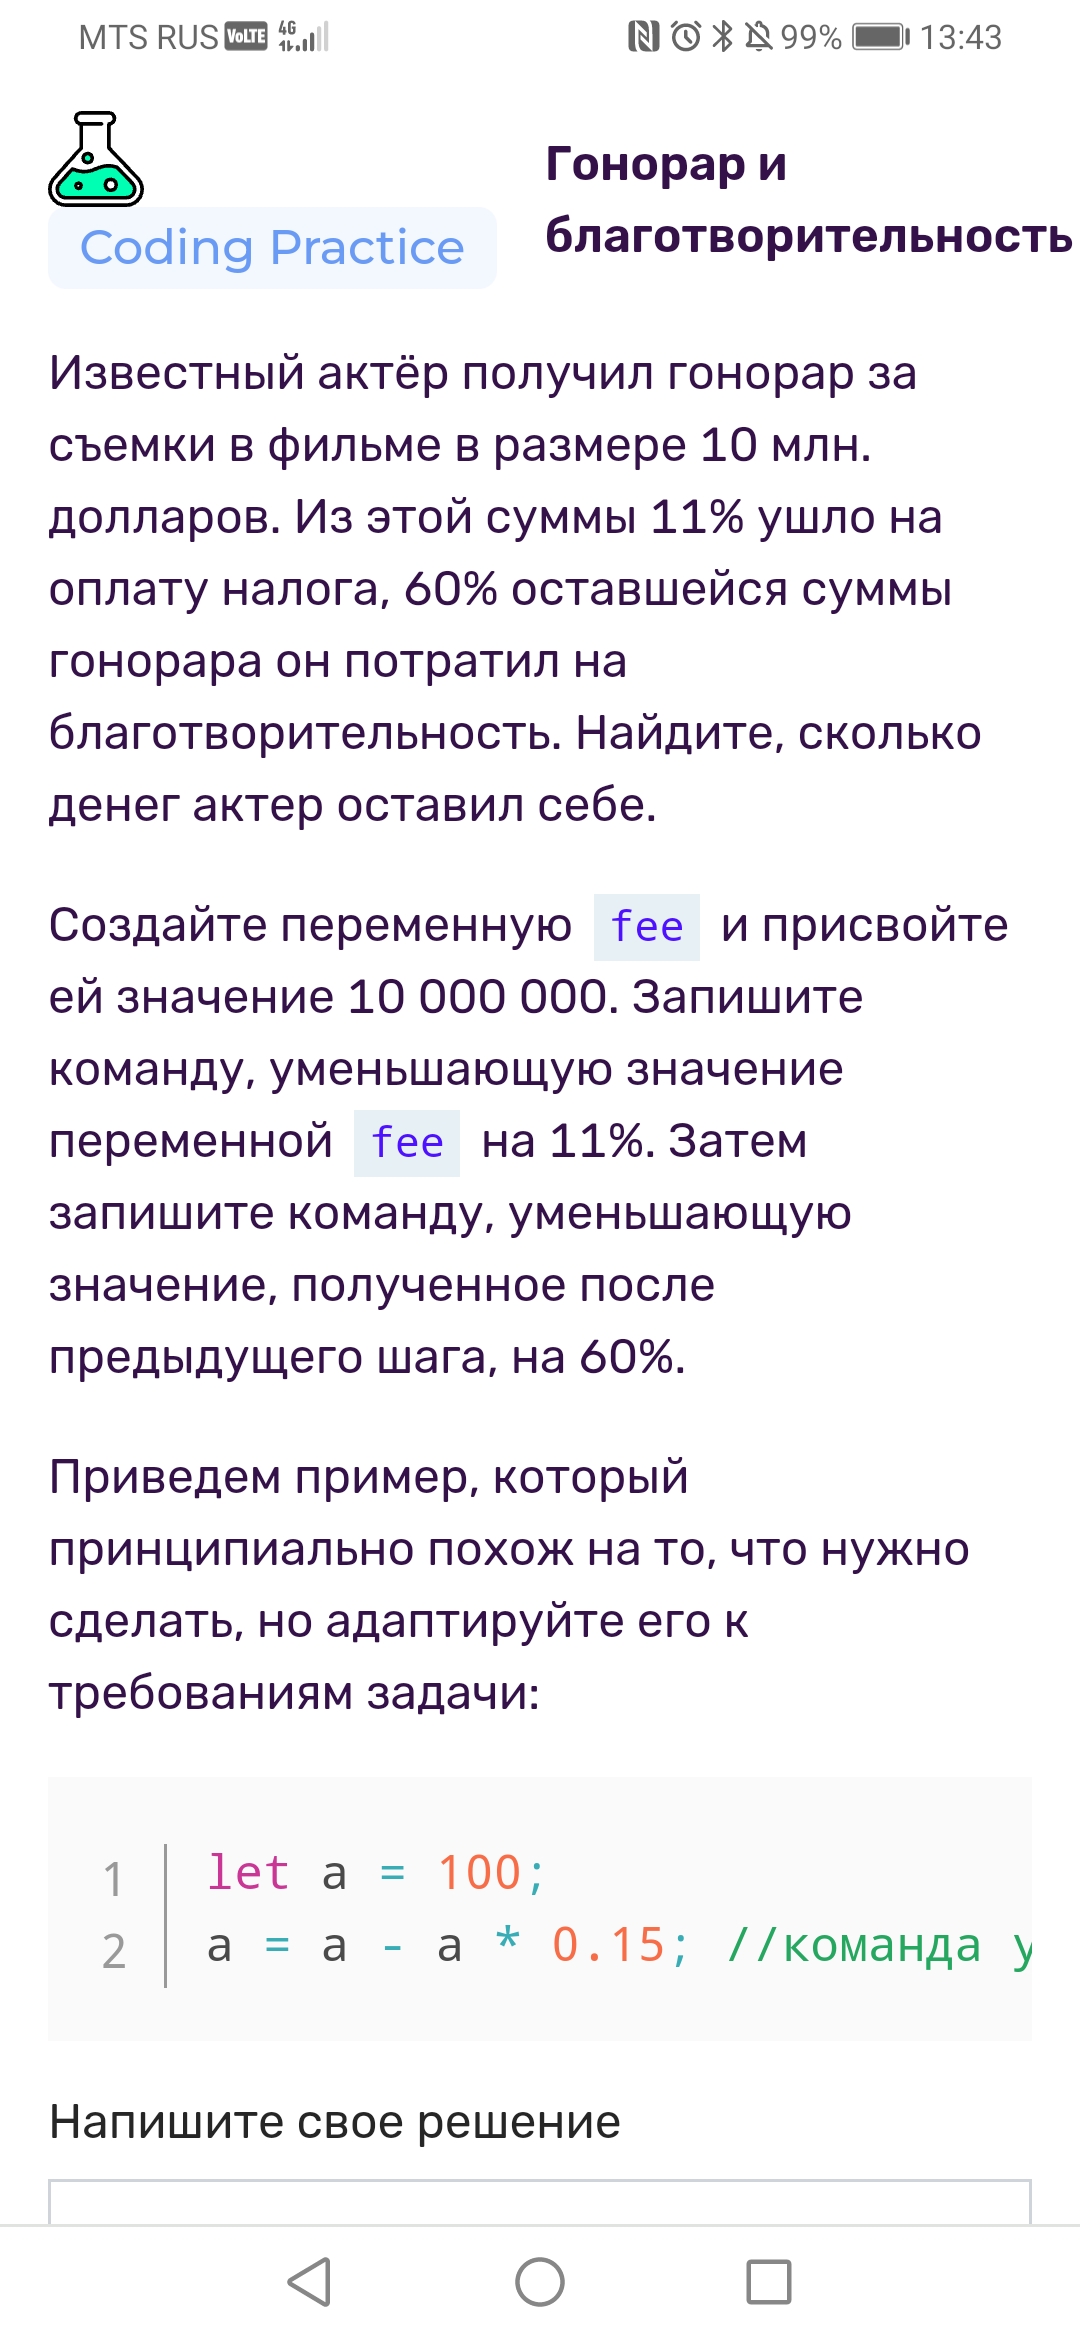 MTS RUS VoLTE 4G 99% 13:43
Гонорар и
благотворительность
Coding Practice
Известный актёр получил гонорар за
съемки в фильме в размере 10 млн.
долларов. Из этой суммы 11% ушло на
оплату налога, 60% оставшейся суммы
гонорара он потратил на
благотворительность. Найдите, сколько
денег актер оставил себе.
Создайте переменную fee и присвойте
ей значение 10 000 000. Запишите
команду, уменьшающую значение
переменной fee на 11%. Затем
запишите команду, уменьшающую
значение, полученное после
предыдущего шага, на 60%.
Приведем пример, который
принципиально похож на то, что нужно
сделать, но адаптируйте его к
требованиям задачи:
1 let a = 100;
2 a = a - a * 0.15; //команда у
Напишите свое решение